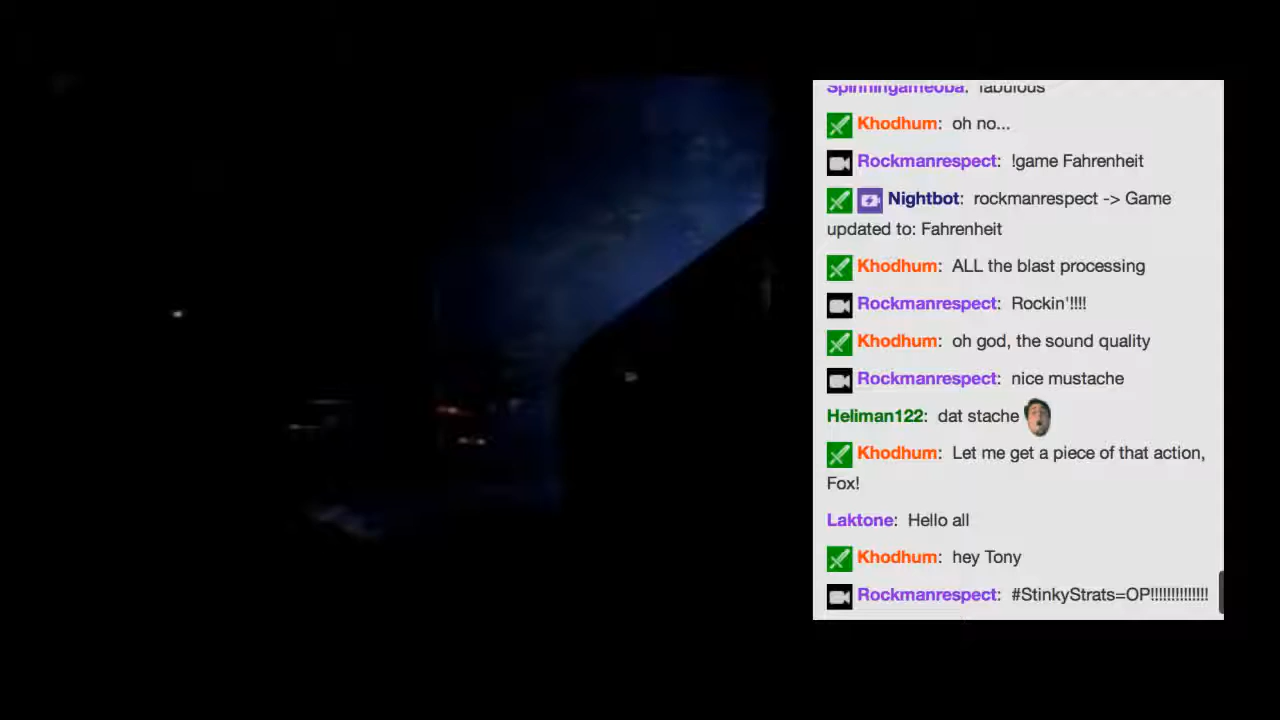 Spinningameoba: fabulous
Khodhum: oh no...
Rockmanrespect: !game Fahrenheit
Nightbot: rockmanrespect -> Game
updated to: Fahrenheit
Khodhum: ALL the blast processing
Rockmanrespect: Rockin'!!!!
Khodhum: oh god, the sound quality
Rockmanrespect: nice mustache
Heliman122: dat stache
Khodhum: Let me get a piece of that action,
Fox!
Laktone: Hello all
Khodhum: hey Tony
Rockmanrespect: #StinkyStrats=OP!!!!!!!!!!!!!!